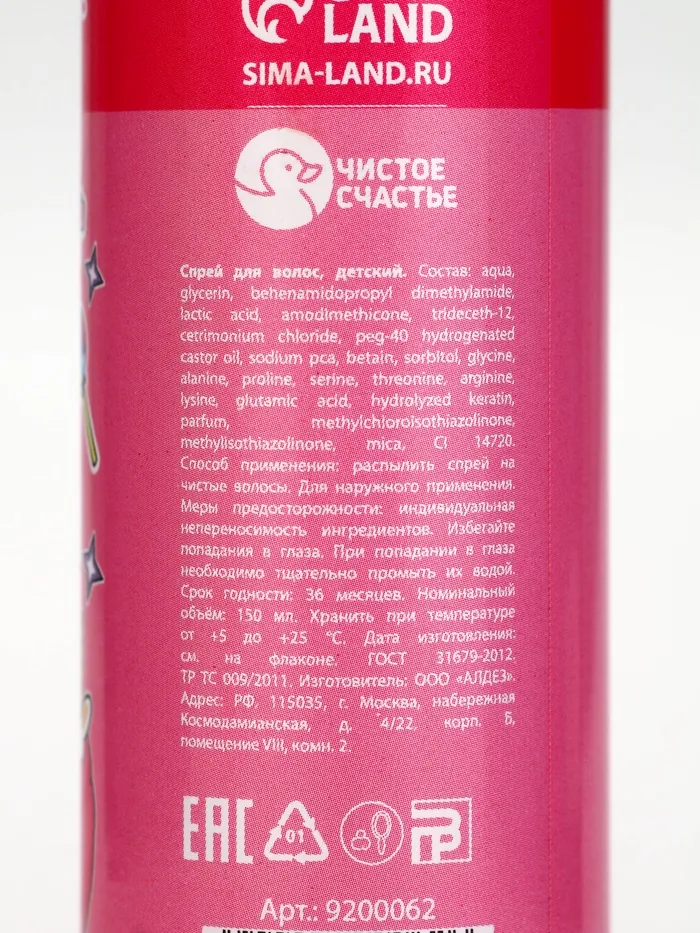 LAND
SIMA-LAND.RU
ЧИСТОЕ
СЧАСТЬЕ
Спрей для волос, детский. Состав: aqua,
glycerin, behenamidopropyl dimethylamide,
lactic acid, amodimethicone, trideceth-12,
cetrimonium chloride, peg-40 hydrogenated
castor oil, sodium pca, betain, sorbitol, glycine,
alanine, proline, serine, threonine, arginine,
lysine, glutamic acid, hydrolyzed keratin,
parfum, methylchloroisothiazolinone,
methylisothiazolinone, mica, CI 14720.
Способ применения: распылить спрей на
чистые волосы. Для наружного применения.
Меры предосторожности: индивидуальная
непереносимость ингредиентов. Избегайте
попадания в глаза. При попадании в глаза
необходимо тщательно промыть их водой.
Срок годности: 36 месяцев. Номинальный
объём: 150 мл. Хранить при температуре
от +5 до +25 °С. Дата изготовления:
см. на флаконе. ГОСТ 31679-2012.
ТР ТС 009/2011. Изготовитель: ООО «АЛДЕЗ».
Адрес: РФ, 115035, г. Москва, набережная
Космодамианская, д. 4/22, корп. Б,
помещение VIII, комн. 2.
EAC 01
Арт.: 9200062